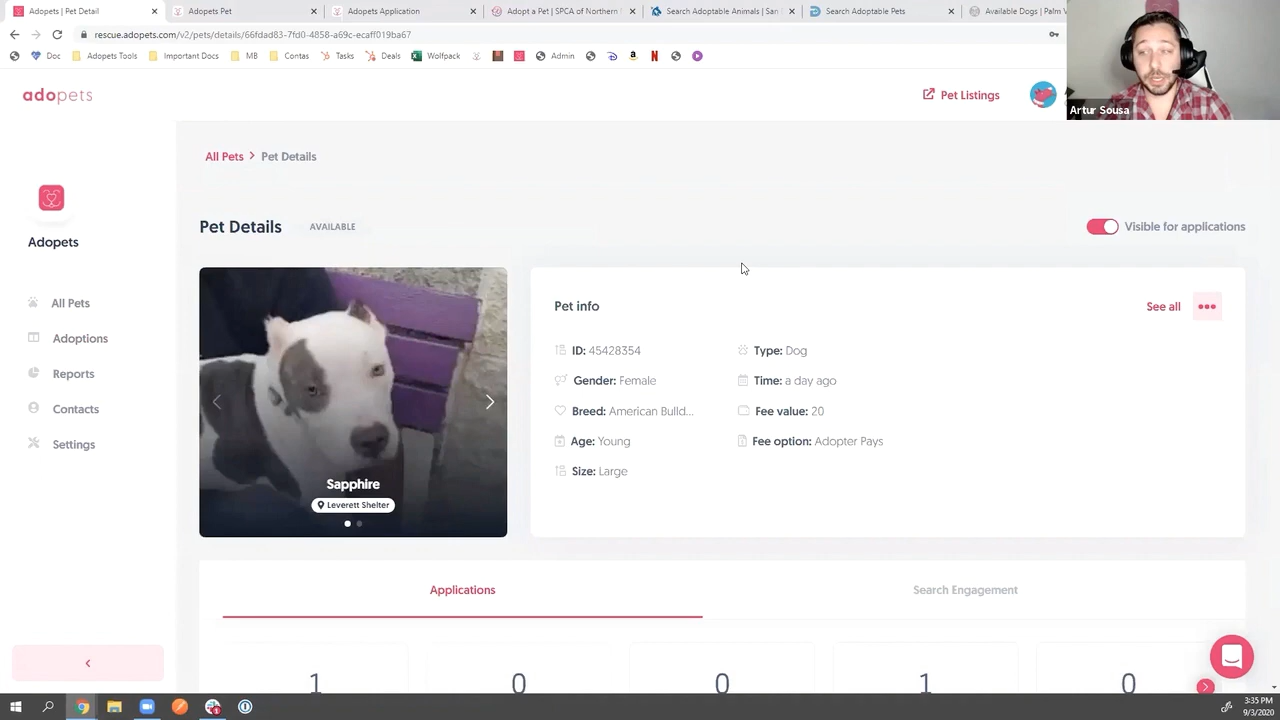 Adopets | Pet Detail
Adopets Pet
Adopets Application
Adopt a Pet | SPCA of Northern
Search Adoptable Animals | San
Search Adoptable Pets
Available Dogs | Palm
rescue.adopets.com/v2/pets/details/66fdad83-7fd0-4858-a69c-ecaff019ba67
Doc
Adopets Tools
Important Docs
MB
Contas
Tasks
Deals
Wolfpack
Admin
Artur Sousa
adopets
Pet Listings
All Pets > Pet Details
Adopets
All Pets
Adoptions
Reports
Contacts
Settings
Pet Details
AVAILABLE
Visible for applications
Sapphire
Leverett Shelter
Pet info
See all
ID: 45428354
Type: Dog
Gender: Female
Time: a day ago
Breed: American Bulld...
Fee value: 20
Age: Young
Fee option: Adopter Pays
Size: Large
Applications
Search Engagement
1
0
0
1
0
3:35 PM
9/3/2020